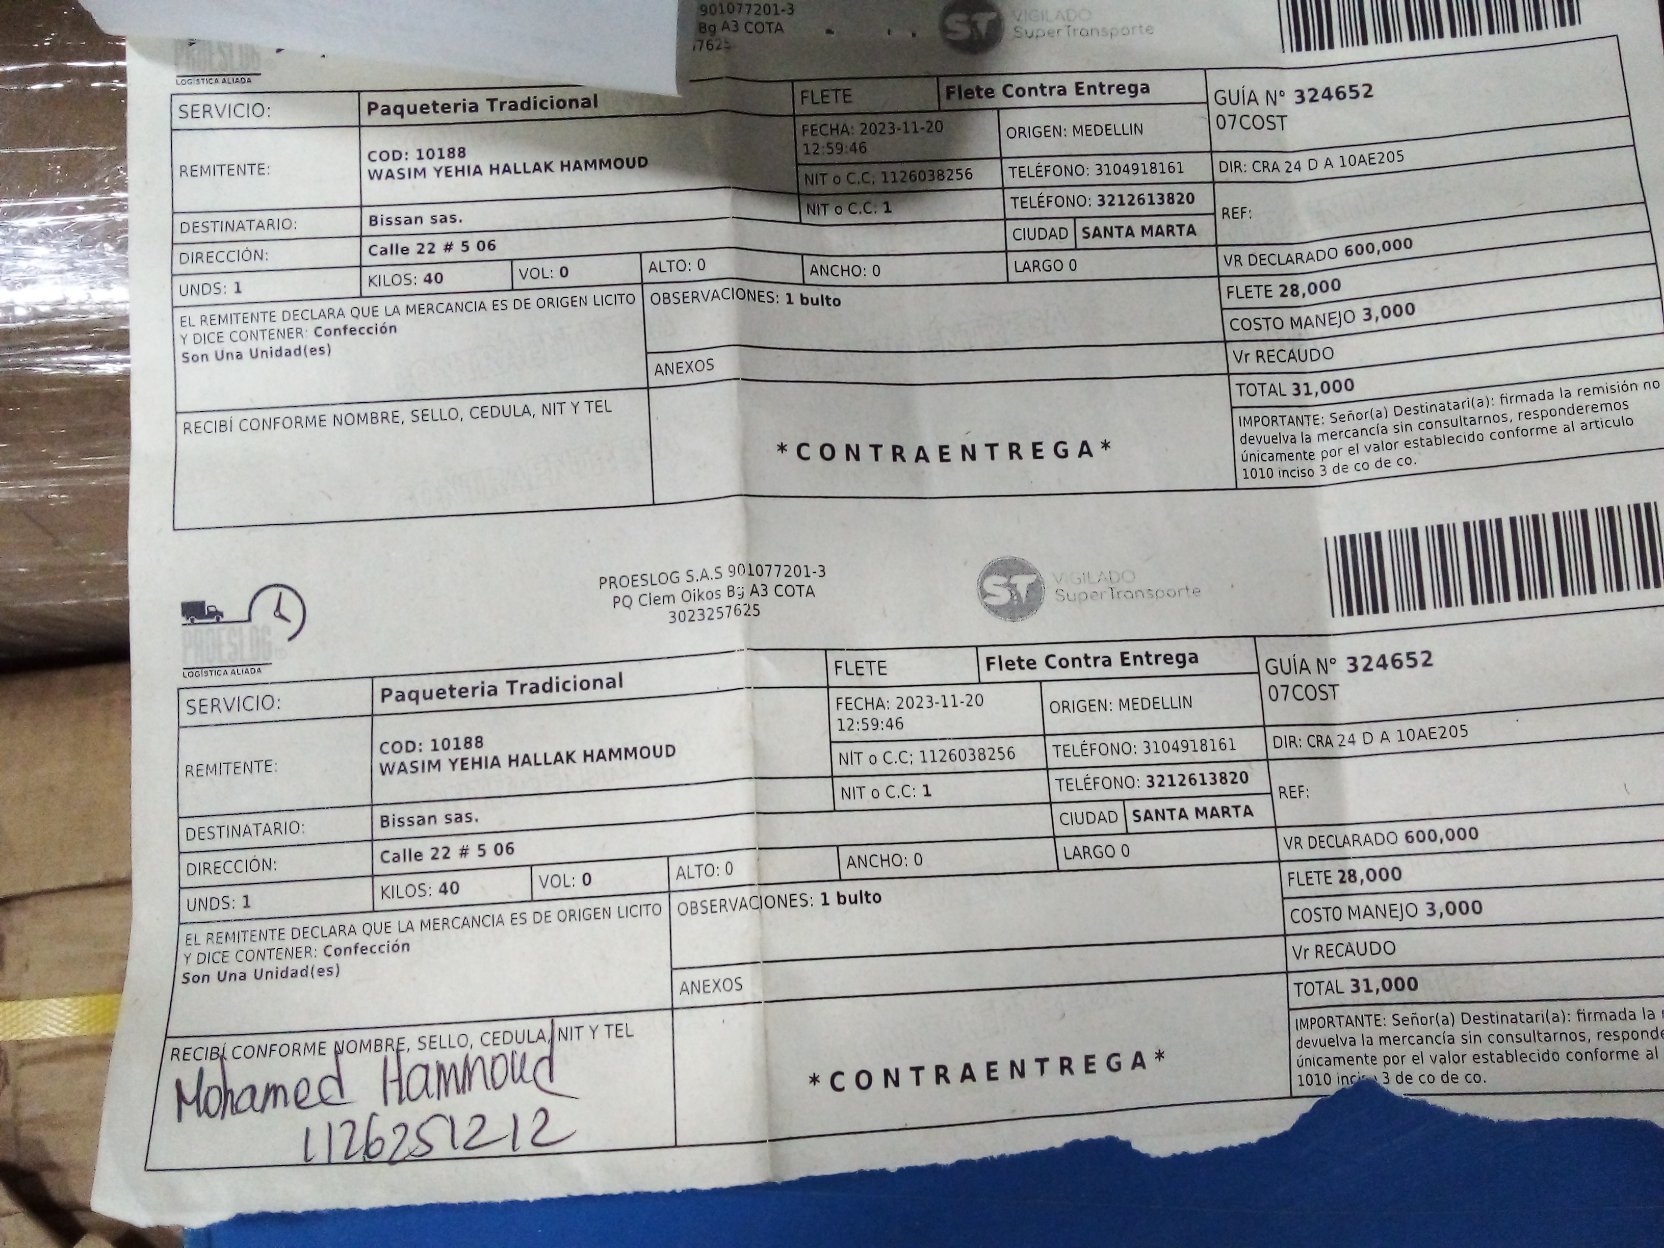 901077201-3
Bg A3 COTA
7625
ST VIGILADO
SuperTransporte
PROESLOG
LOGÍSTICA ALIADA
SERVICIO: Paqueteria Tradicional FLETE Flete Contra Entrega GUÍA Nº 324652
07COST
REMITENTE: COD: 10188
WASIM YEHIA HALLAK HAMMOUD
FECHA: 2023-11-20
12:59:46
ORIGEN: MEDELLIN
NIT o C.C; 1126038256 TELÉFONO: 3104918161 DIR: CRA 24 D A 10AE205
DESTINATARIO: Bissan sas. NIT o C.C: 1 TELÉFONO: 3212613820 REF:
DIRECCIÓN: Calle 22 # 5 06 CIUDAD SANTA MARTA
UNDS: 1 KILOS: 40 VOL: 0 ALTO: 0 ANCHO: 0 LARGO 0 VR DECLARADO 600,000
EL REMITENTE DECLARA QUE LA MERCANCIA ES DE ORIGEN LICITO
Y DICE CONTENER: Confección
Son Una Unidad(es)
OBSERVACIONES: 1 bulto
FLETE 28,000
COSTO MANEJO 3,000
ANEXOS
Vr RECAUDO
TOTAL 31,000
RECIBÍ CONFORME NOMBRE, SELLO, CEDULA, NIT Y TEL
*CONTRAENTREGA*
IMPORTANTE: Señor(a) Destinatari(a): firmada la remisión no
devuelva la mercancía sin consultarnos, responderemos
únicamente por el valor establecido conforme al articulo
1010 inciso 3 de co de co.
PROESLOG
LOGÍSTICA ALIADA
PROESLOG S.A.S 901077201-3
PQ Clem Oikos Bg A3 COTA
3023257625
ST VIGILADO
SuperTransporte
SERVICIO: Paqueteria Tradicional FLETE Flete Contra Entrega GUÍA Nº 324652
07COST
REMITENTE: COD: 10188
WASIM YEHIA HALLAK HAMMOUD
FECHA: 2023-11-20
12:59:46
ORIGEN: MEDELLIN
NIT o C.C; 1126038256 TELÉFONO: 3104918161 DIR: CRA 24 D A 10AE205
DESTINATARIO: Bissan sas. NIT o C.C: 1 TELÉFONO: 3212613820 REF:
DIRECCIÓN: Calle 22 # 5 06 CIUDAD SANTA MARTA
UNDS: 1 KILOS: 40 VOL: 0 ALTO: 0 ANCHO: 0 LARGO 0 VR DECLARADO 600,000
EL REMITENTE DECLARA QUE LA MERCANCIA ES DE ORIGEN LICITO
Y DICE CONTENER: Confección
Son Una Unidad(es)
OBSERVACIONES: 1 bulto
FLETE 28,000
COSTO MANEJO 3,000
ANEXOS
Vr RECAUDO
TOTAL 31,000
RECIBÍ CONFORME NOMBRE, SELLO, CEDULA, NIT Y TEL
Mohamed Hammoud
1126251212
*CONTRAENTREGA*
IMPORTANTE: Señor(a) Destinatari(a): firmada la
devuelva la mercancía sin consultarnos, responde
únicamente por el valor establecido conforme al
1010 inciso 3 de co de co.